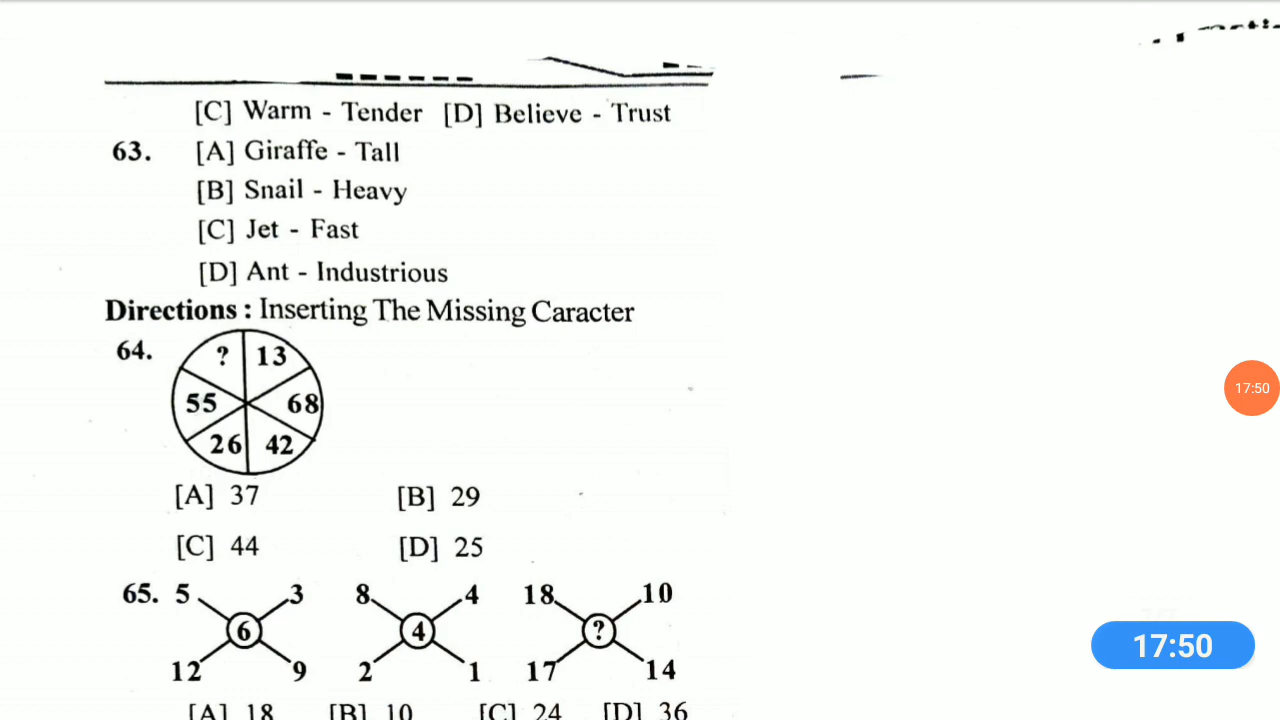 [C] Warm - Tender [D] Believe - Trust
63. [A] Giraffe - Tall
[B] Snail - Heavy
[C] Jet - Fast
[D] Ant - Industrious
Directions : Inserting The Missing Caracter
64. ? 13
55 68
26 42
[A] 37 [B] 29
[C] 44 [D] 25
65. 5 3 8 4 18 10
6 4 ?
12 9 2 1 17 14
[A] 18 [B] 10 [C] 24 [D] 36
17:50
17:50